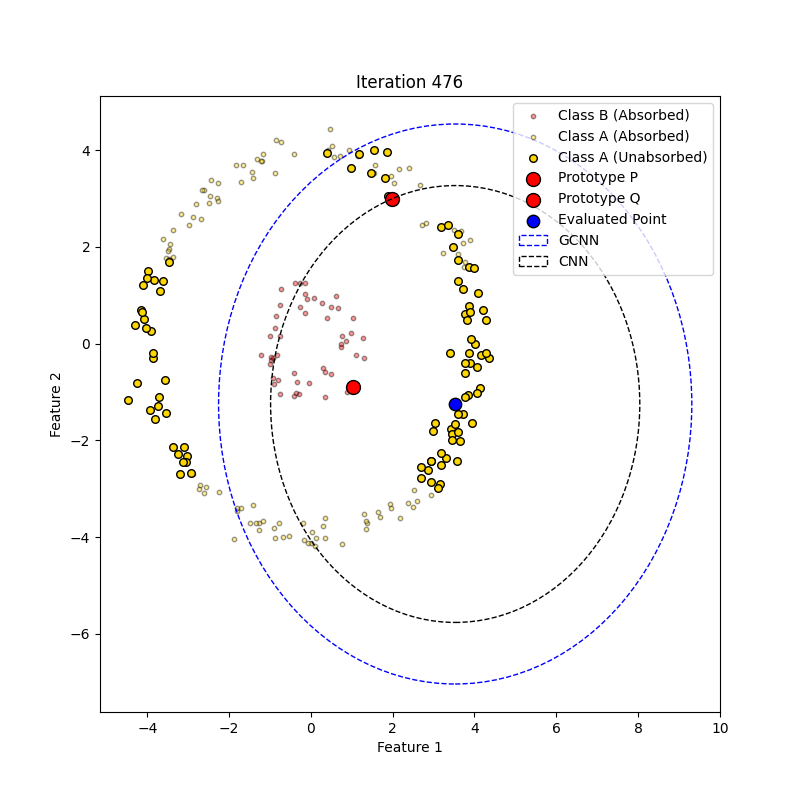 Iteration 476
Class B (Absorbed)
Class A (Absorbed)
Class A (Unabsorbed)
Prototype P
Prototype Q
Evaluated Point
GCNN
CNN
4
2
0
−2
−4
−6
Feature 2
−4
−2
0
2
4
6
8
10
Feature 1